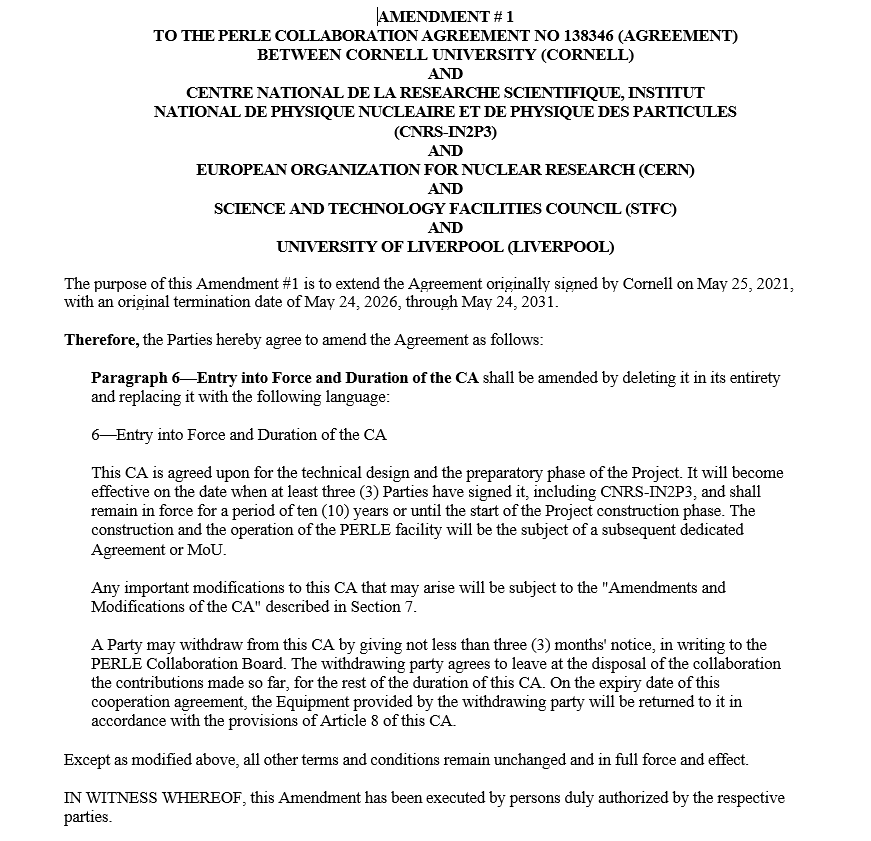 AMENDMENT # 1
TO THE PERLE COLLABORATION AGREEMENT NO 138346 (AGREEMENT)
BETWEEN CORNELL UNIVERSITY (CORNELL)
AND
CENTRE NATIONAL DE LA RESEARCHE SCIENTIFIQUE, INSTITUT
NATIONAL DE PHYSIQUE NUCLEAIRE ET DE PHYSIQUE DES PARTICULES
(CNRS-IN2P3)
AND
EUROPEAN ORGANIZATION FOR NUCLEAR RESEARCH (CERN)
AND
SCIENCE AND TECHNOLOGY FACILITIES COUNCIL (STFC)
AND
UNIVERSITY OF LIVERPOOL (LIVERPOOL)
The purpose of this Amendment #1 is to extend the Agreement originally signed by Cornell on May 25, 2021,
with an original termination date of May 24, 2026, through May 24, 2031.
Therefore, the Parties hereby agree to amend the Agreement as follows:
Paragraph 6—Entry into Force and Duration of the CA shall be amended by deleting it in its entirety
and replacing it with the following language:
6—Entry into Force and Duration of the CA
This CA is agreed upon for the technical design and the preparatory phase of the Project. It will become
effective on the date when at least three (3) Parties have signed it, including CNRS-IN2P3, and shall
remain in force for a period of ten (10) years or until the start of the Project construction phase. The
construction and the operation of the PERLE facility will be the subject of a subsequent dedicated
Agreement or MoU.
Any important modifications to this CA that may arise will be subject to the "Amendments and
Modifications of the CA" described in Section 7.
A Party may withdraw from this CA by giving not less than three (3) months' notice, in writing to the
PERLE Collaboration Board. The withdrawing party agrees to leave at the disposal of the collaboration
the contributions made so far, for the rest of the duration of this CA. On the expiry date of this
cooperation agreement, the Equipment provided by the withdrawing party will be returned to it in
accordance with the provisions of Article 8 of this CA.
Except as modified above, all other terms and conditions remain unchanged and in full force and effect.
IN WITNESS WHEREOF, this Amendment has been executed by persons duly authorized by the respective
parties.